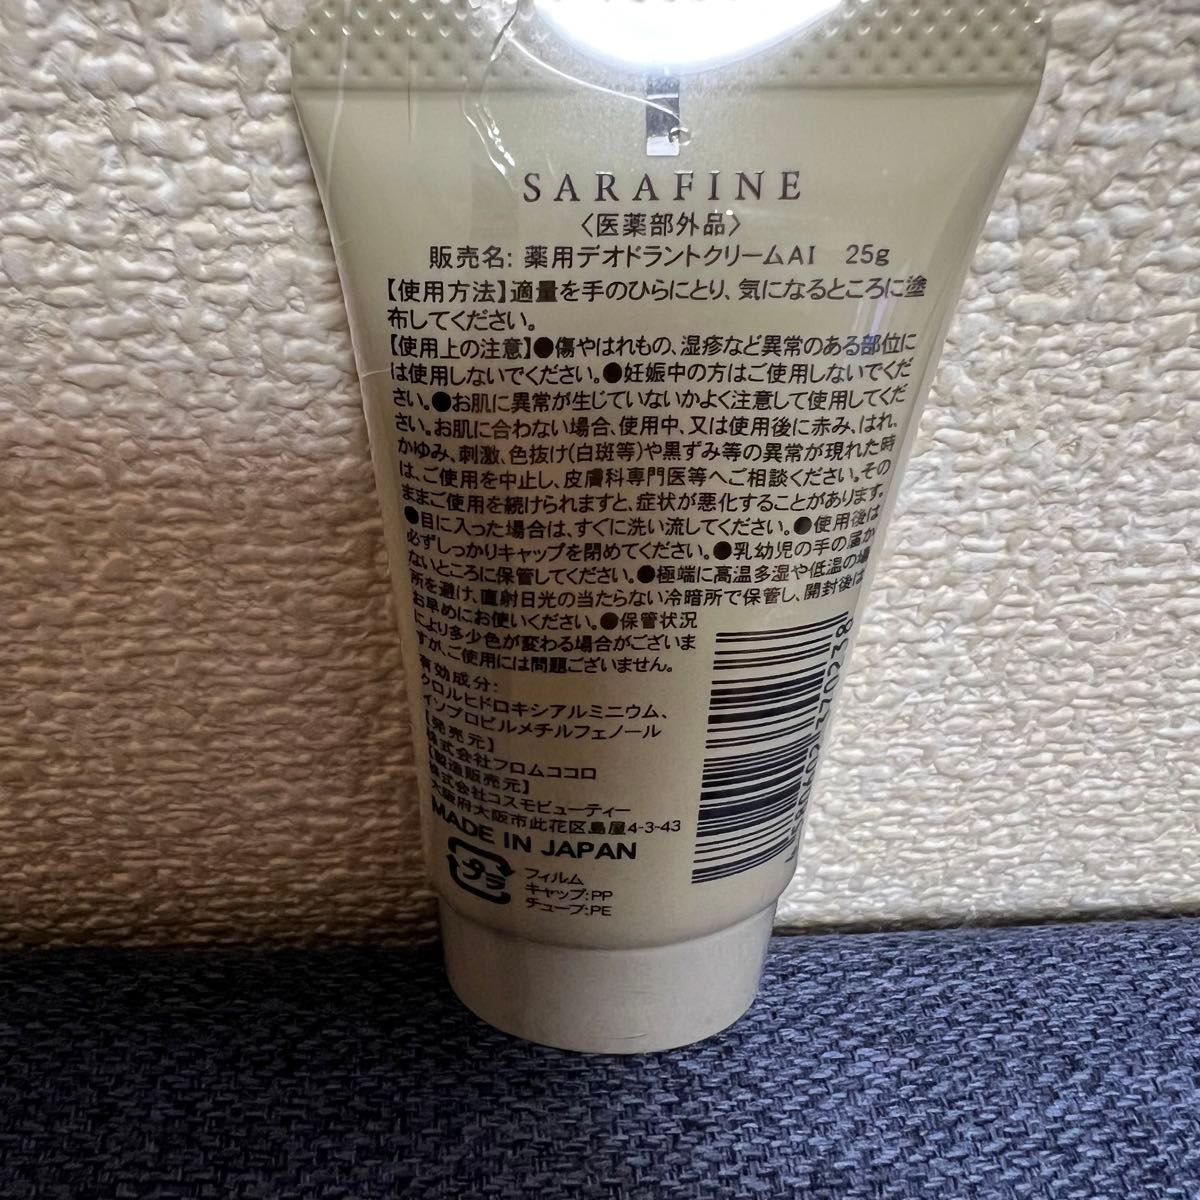 SARAFINE
〈医薬部外品〉
販売名: 薬用デオドラントクリームAI 25g
【使用方法】適量を手のひらにとり、気になるところに塗
布してください。
【使用上の注意】●傷やはれもの、湿疹など異常のある部位に
は使用しないでください。●妊娠中の方はご使用しないでくだ
さい。●お肌に異常が生じていないかよく注意して使用してくだ
さい。お肌に合わない場合、使用中、又は使用後に赤み、はれ、
かゆみ、刺激、色抜け(白斑等)や黒ずみ等の異常が現れた時
は、ご使用を中止し、皮膚科専門医等へご相談ください。その
ままご使用を続けられますと、症状が悪化することがあります。
●目に入った場合は、すぐに洗い流してください。●使用後は
必ずしっかりキャップを閉めてください。●乳幼児の手の届か
ないところに保管してください。●極端に高温多湿や低温の場
所を避け、直射日光の当たらない冷暗所で保管し、開封後は
お早めにお使いください。●保管状況
により多少色が変わる場合がございま
すが、ご使用には問題ございません。
有効成分:
クロルヒドロキシアルミニウム、
イソプロピルメチルフェノール
【発売元】
株式会社フロムココロ
【製造販売元】
株式会社コスモビューティー
大阪府大阪市此花区島屋4-3-43
MADE IN JAPAN
プラ
フィルム
キャップ:PP
チューブ:PE